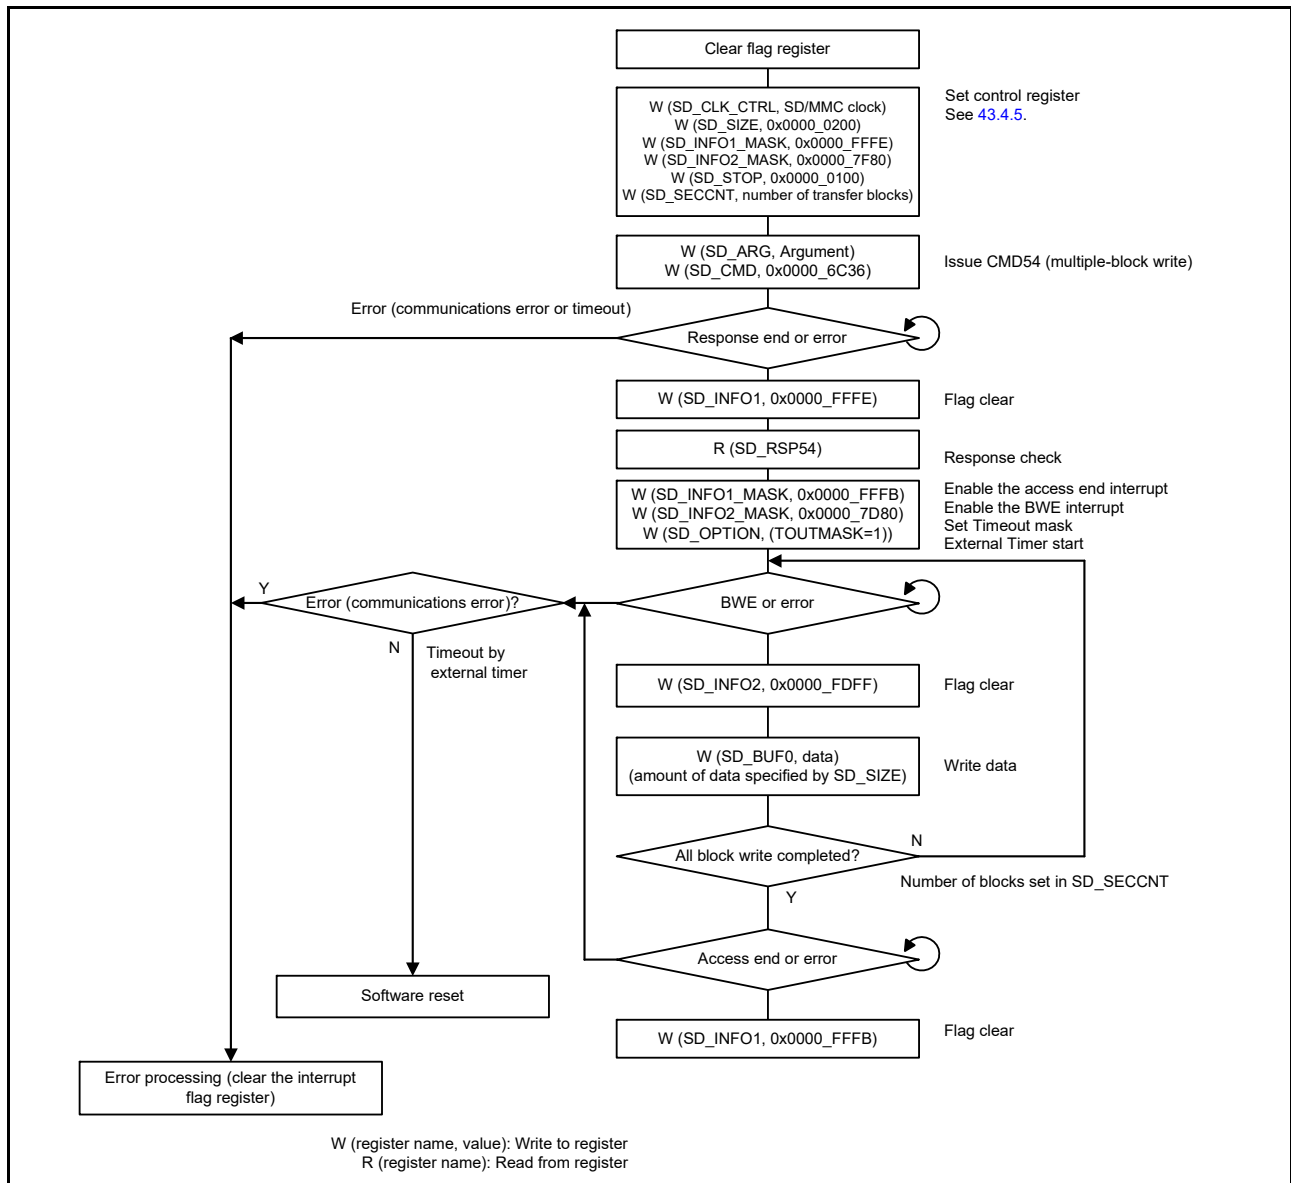 Clear flag register
W (SD_CLK_CTRL, SD/MMC clock)
W (SD_SIZE, 0x0000_0200)
W (SD_INFO1_MASK, 0x0000_FFFE)
W (SD_INFO2_MASK, 0x0000_7F80)
W (SD_STOP, 0x0000_0100)
W (SD_SECCNT, number of transfer blocks)
Set control register
See 43.4.5.
W (SD_ARG, Argument)
W (SD_CMD, 0x0000_6C36)
Issue CMD54 (multiple-block write)
Error (communications error or timeout)
Response end or error
W (SD_INFO1, 0x0000_FFFE)
Flag clear
R (SD_RSP54)
Response check
W (SD_INFO1_MASK, 0x0000_FFFB)
W (SD_INFO2_MASK, 0x0000_7D80)
W (SD_OPTION, (TOUTMASK=1))
Enable the access end interrupt
Enable the BWE interrupt
Set Timeout mask
External Timer start
BWE or error
Y
Error (communications error)?
N
Timeout by
external timer
W (SD_INFO2, 0x0000_FDFF)
Flag clear
W (SD_BUF0, data)
(amount of data specified by SD_SIZE)
Write data
All block write completed?
N
Number of blocks set in SD_SECCNT
Y
Access end or error
Software reset
W (SD_INFO1, 0x0000_FFFB)
Flag clear
Error processing (clear the interrupt
flag register)
W (register name, value): Write to register
R (register name): Read from register